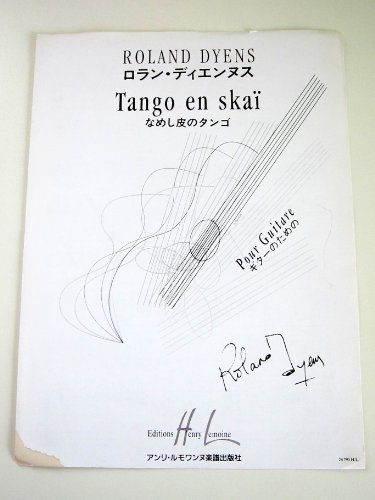 ROLAND DYENS
ロラン・ディエンヌス
Tango en skaï
なめし皮のタンゴ
Pour Guitare
ギターのための
Roland Dyens
Editions Henry Lemoine
アンリ・ルモワンヌ楽譜出版社